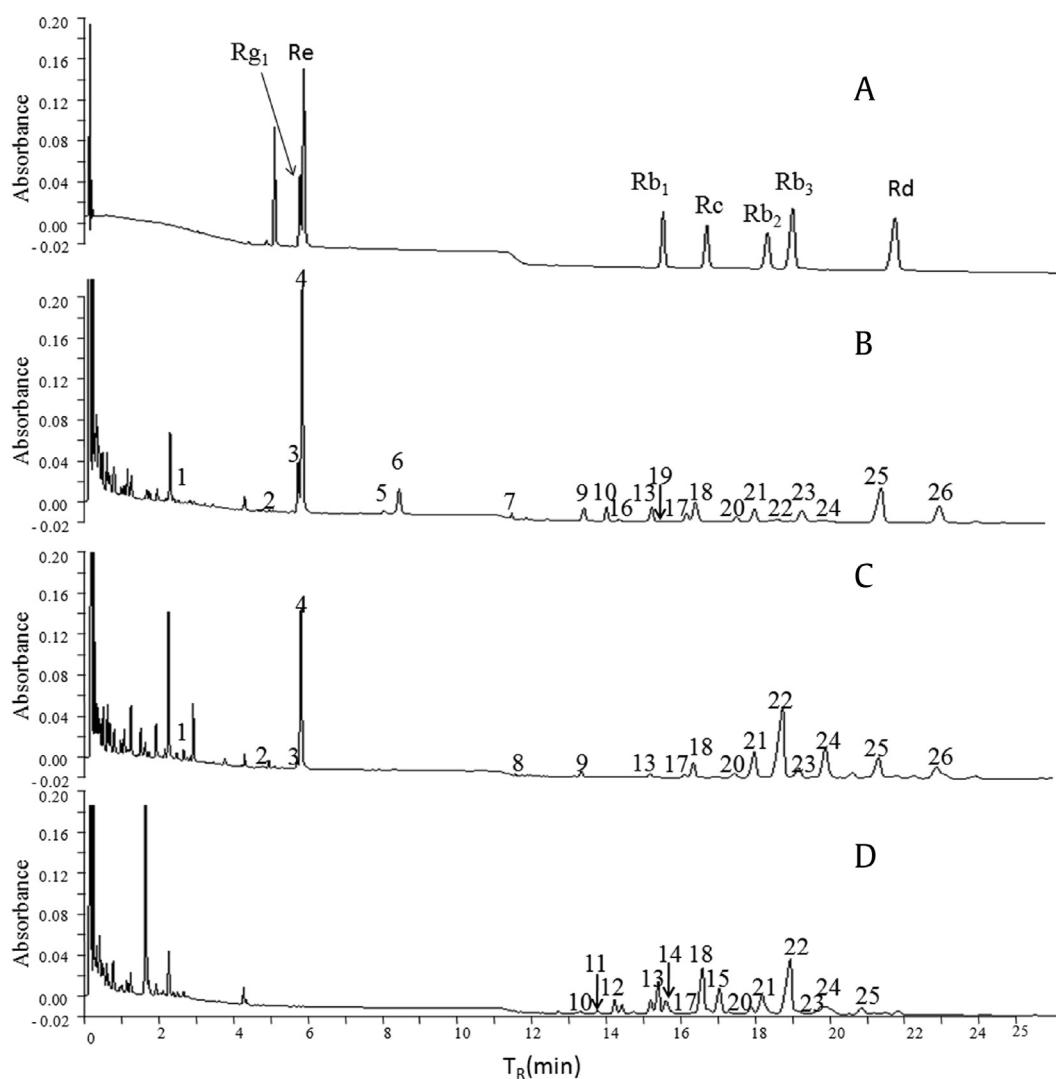 0.20
0.16
0.12
0.08
0.04
0.00
- 0.02
Absorbance
Rg1
Re
Rb1
Rc
Rb2
Rb3
Rd
A
0.20
0.16
0.12
0.08
0.04
0.00
- 0.02
Absorbance
1 2 3 4 5 6 7 9 10 16 13 19 17 18 20 21 22 23 24 25 26
B
0.20
0.16
0.12
0.08
0.04
0.00
- 0.02
Absorbance
1 2 3 4 8 9 13 17 18 20 21 22 23 24 25 26
C
0.20
0.16
0.12
0.08
0.04
0.00
- 0.02
Absorbance
10 11 12 13 14 17 18 15 20 21 22 23 24 25
D
0 2 4 6 8 10 12 14 16 18 20 22 24 25
TR(min)